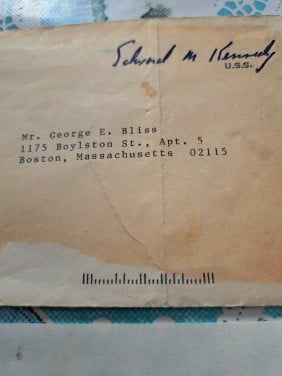 Edward M Kennedy
U.S.S.
Mr. George E. Bliss
1175 Boylston St., Apt. 5
Boston, Massachusetts 02115